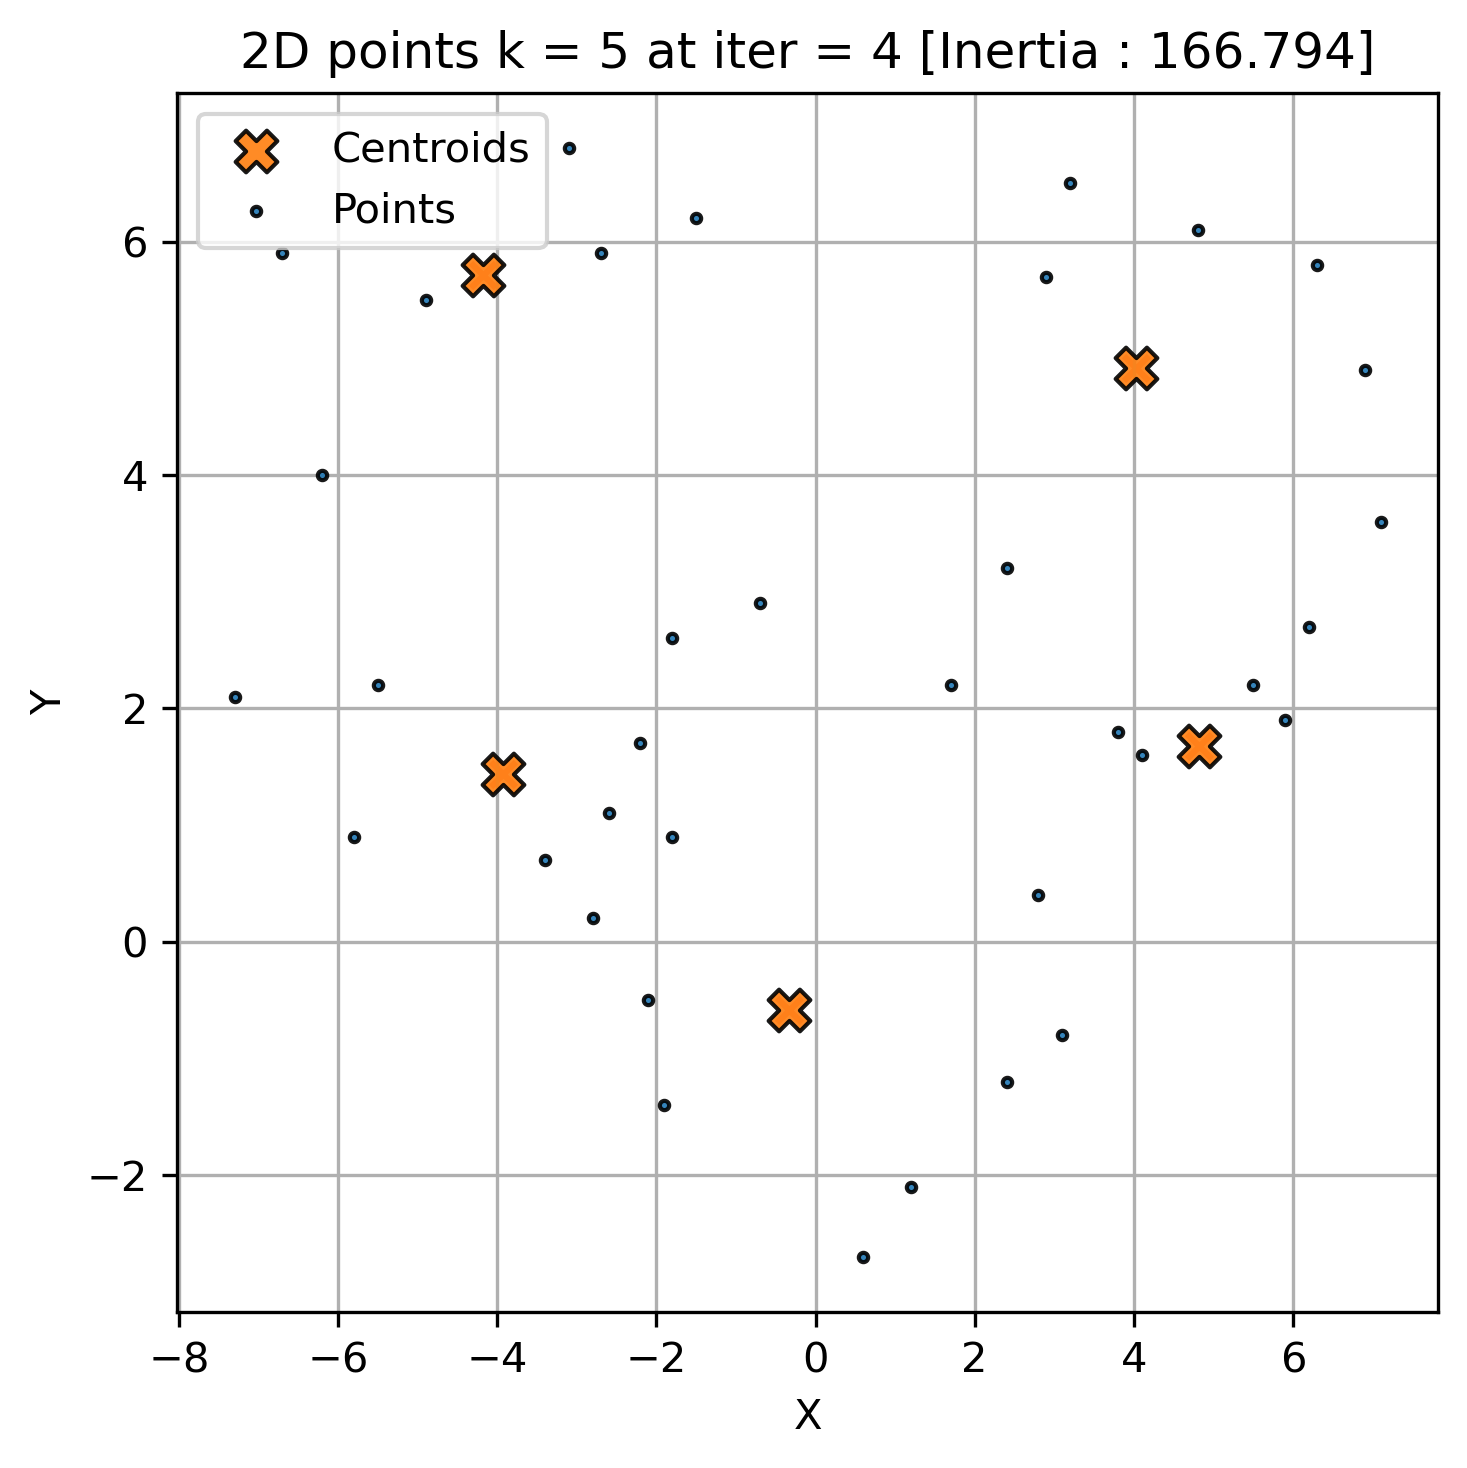 2D points k = 5 at iter = 4 [Inertia : 166.794]
Centroids
Points
6
4
2
0
−2
Y
−8 −6 −4 −2 0 2 4 6
X